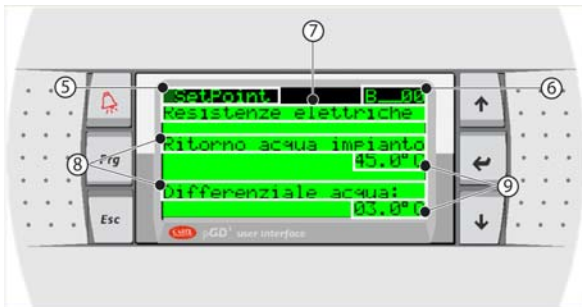 7
5
6
SetPoint B__00
Resistenze elettriche
Prg
8
Ritorno acqua impianto
45.0°C
9
Differenziale acqua:
03.0°C
Esc
pGD¹ user interface